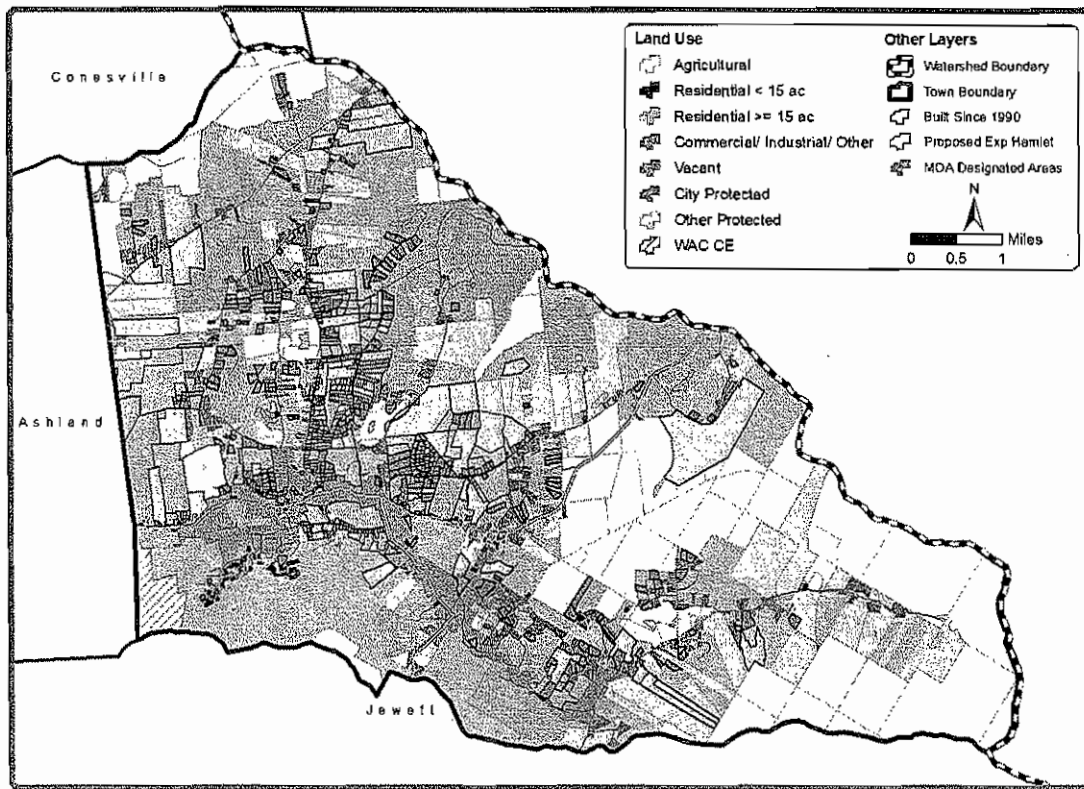 Land Use
Agricultural
Residential < 15 ac
Residential >= 15 ac
Commercial/ Industrial/ Other
Vacant
City Protected
Other Protected
WAC CE
Other Layers
Watershed Boundary
Town Boundary
Built Since 1990
Proposed Exp Hamlet
MOA Designated Areas
N
Miles
0 0.5 1
Conesville
Ashland
Jewett